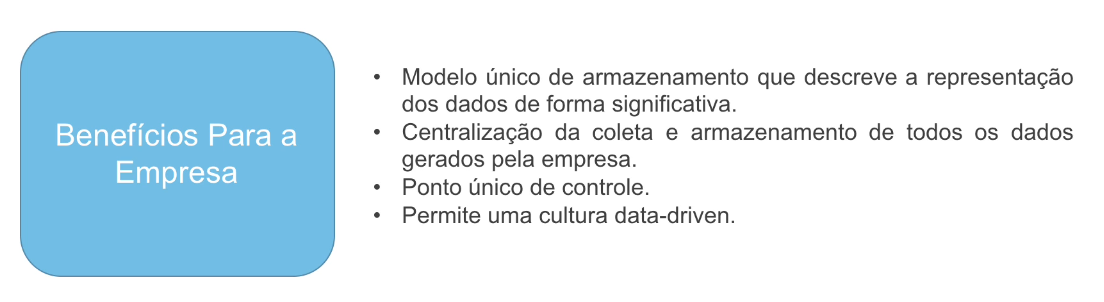 Benefícios Para a
Empresa
• Modelo único de armazenamento que descreve a representação
dos dados de forma significativa.
• Centralização da coleta e armazenamento de todos os dados
gerados pela empresa.
• Ponto único de controle.
• Permite uma cultura data-driven.